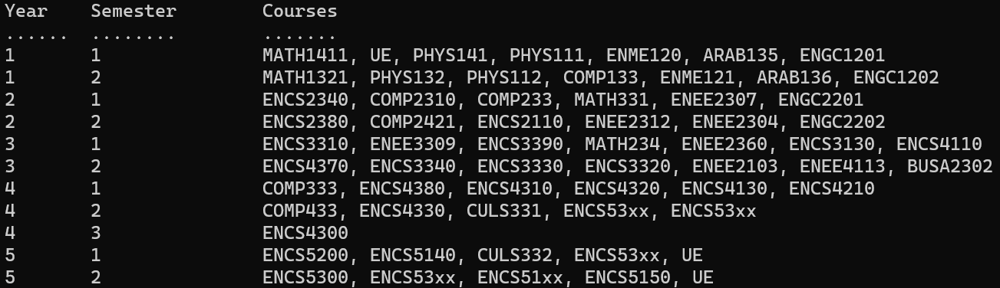 Year Semester Courses
...... ........ .......
1 1 MATH1411, UE, PHYS141, PHYS111, ENME120, ARAB135, ENGC1201
1 2 MATH1321, PHYS132, PHYS112, COMP133, ENME121, ARAB136, ENGC1202
2 1 ENCS2340, COMP2310, COMP233, MATH331, ENEE2307, ENGC2201
2 2 ENCS2380, COMP2421, ENCS2110, ENEE2312, ENEE2304, ENGC2202
3 1 ENCS3310, ENEE3309, ENCS3390, MATH234, ENEE2360, ENCS3130, ENCS4110
3 2 ENCS4370, ENCS3340, ENCS3330, ENCS3320, ENEE2103, ENEE4113, BUSA2302
4 1 COMP333, ENCS4380, ENCS4310, ENCS4320, ENCS4130, ENCS4210
4 2 COMP433, ENCS4330, CULS331, ENCS53xx, ENCS53xx
4 3 ENCS4300
5 1 ENCS5200, ENCS5140, CULS332, ENCS53xx, UE
5 2 ENCS5300, ENCS53xx, ENCS51xx, ENCS5150, UE